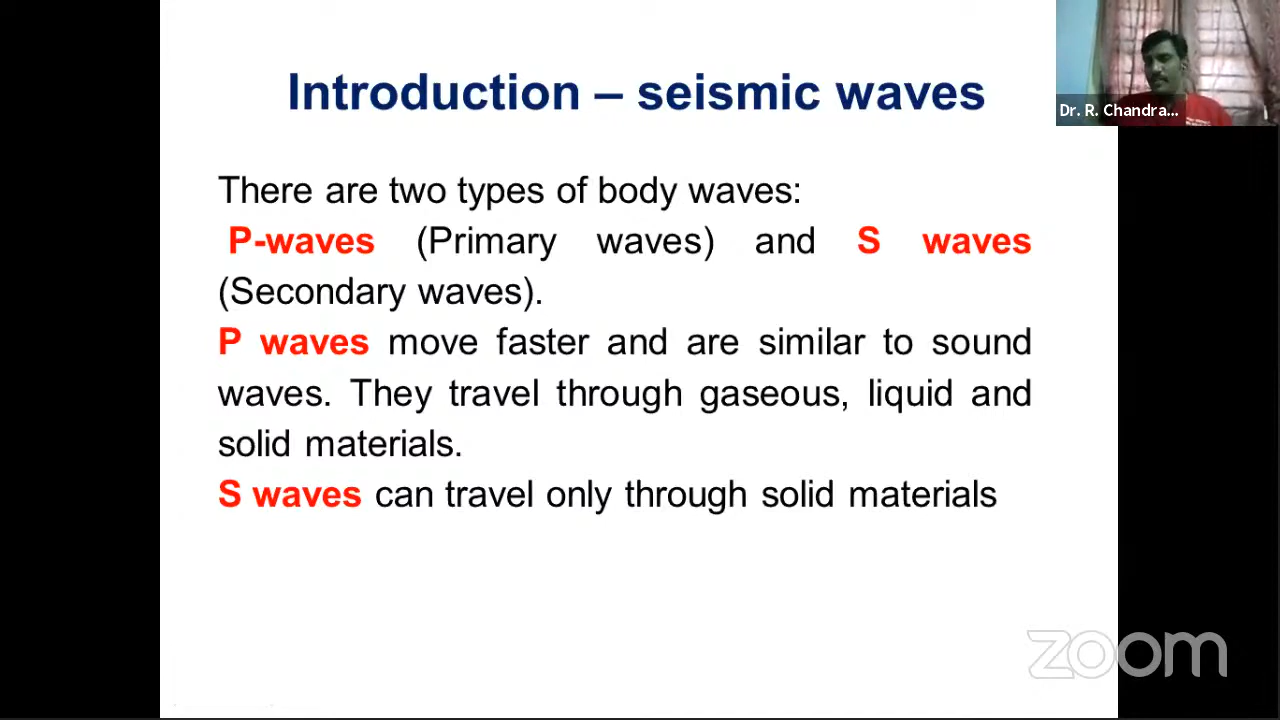 Introduction – seismic waves
Dr. R. Chandra...
There are two types of body waves:
P-waves (Primary waves) and S waves
(Secondary waves).
P waves move faster and are similar to sound
waves. They travel through gaseous, liquid and
solid materials.
S waves can travel only through solid materials
zoom